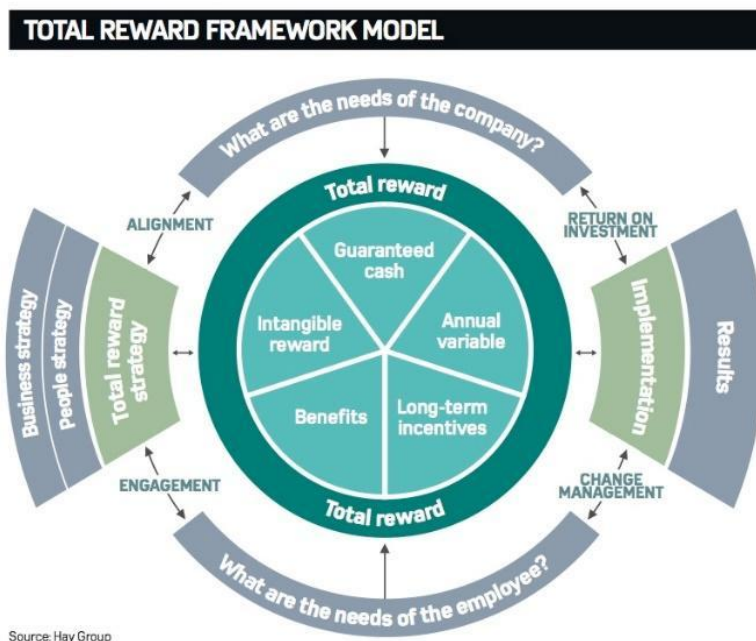 TOTAL REWARD FRAMEWORK MODEL
What are the needs of the company?
ALIGNMENT
RETURN ON
INVESTMENT
Business strategy
People strategy
Total reward
strategy
Total reward
Guaranteed
cash
Intangible
reward
Annual
variable
Benefits
Long-term
incentives
Total reward
Implementation
Results
ENGAGEMENT
CHANGE
MANAGEMENT
What are the needs of the employee?
Source: Hay Group